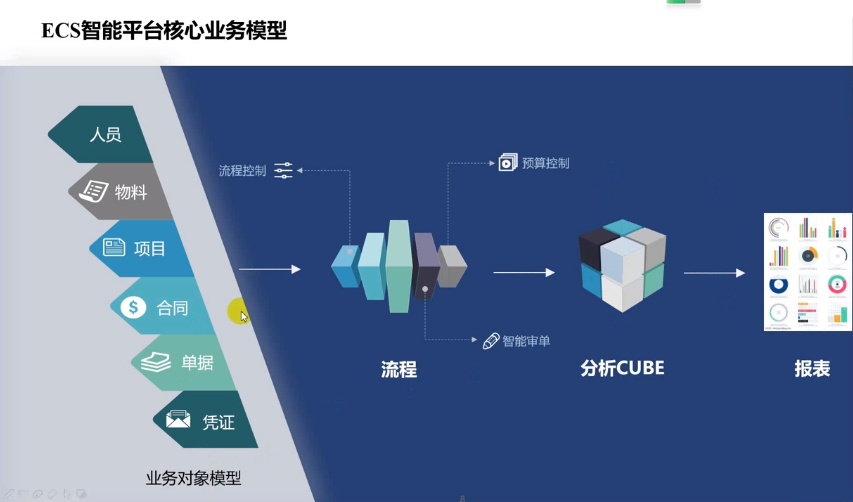 ECS智能平台核心业务模型
人员
物料
项目
合同
单据
凭证
业务对象模型
流程控制
预算控制
智能审单
流程
分析CUBE
报表
8